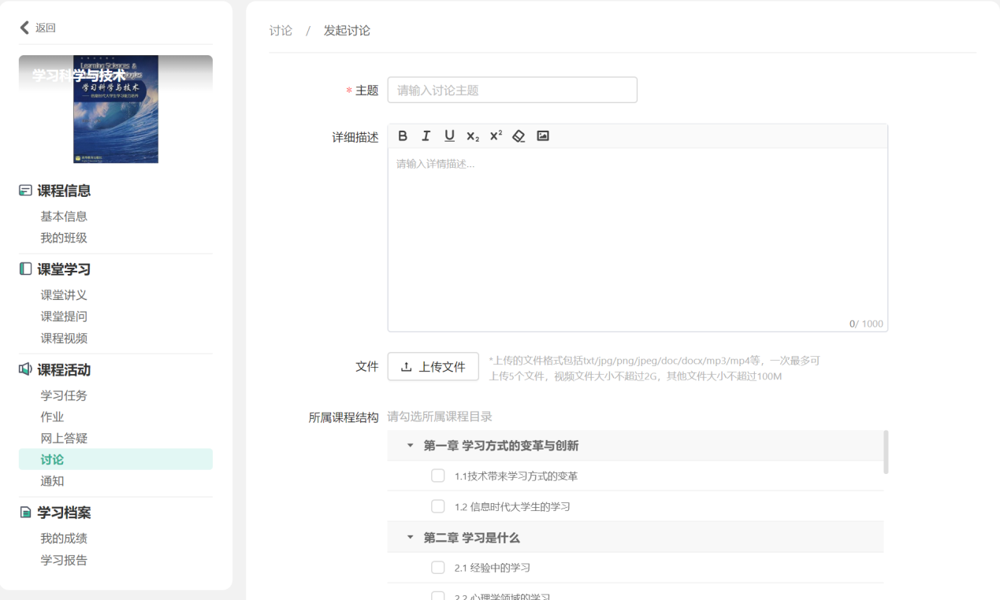 返回
学习科学与技术
Learning Sciences &
学习科学与技术
高等教育出版社
课程信息
基本信息
我的班级
课堂学习
课堂讲义
课堂提问
课程视频
课程活动
学习任务
作业
网上答疑
讨论
通知
学习档案
我的成绩
学习报告
讨论 / 发起讨论
* 主题 请输入讨论主题
详细描述 B I U x₂ x²
请输入详情描述...
0/ 1000
文件 上传文件 *上传的文件格式包括txt/jpg/png/jpeg/doc/docx/mp3/mp4等，一次最多可
上传5个文件，视频文件大小不超过2G，其他文件大小不超过100M
所属课程结构 请勾选所属课程目录
第一章 学习方式的变革与创新
1.1技术带来学习方式的变革
1.2 信息时代大学生的学习
第二章 学习是什么
2.1 经验中的学习
2.2 心理学领域的学习